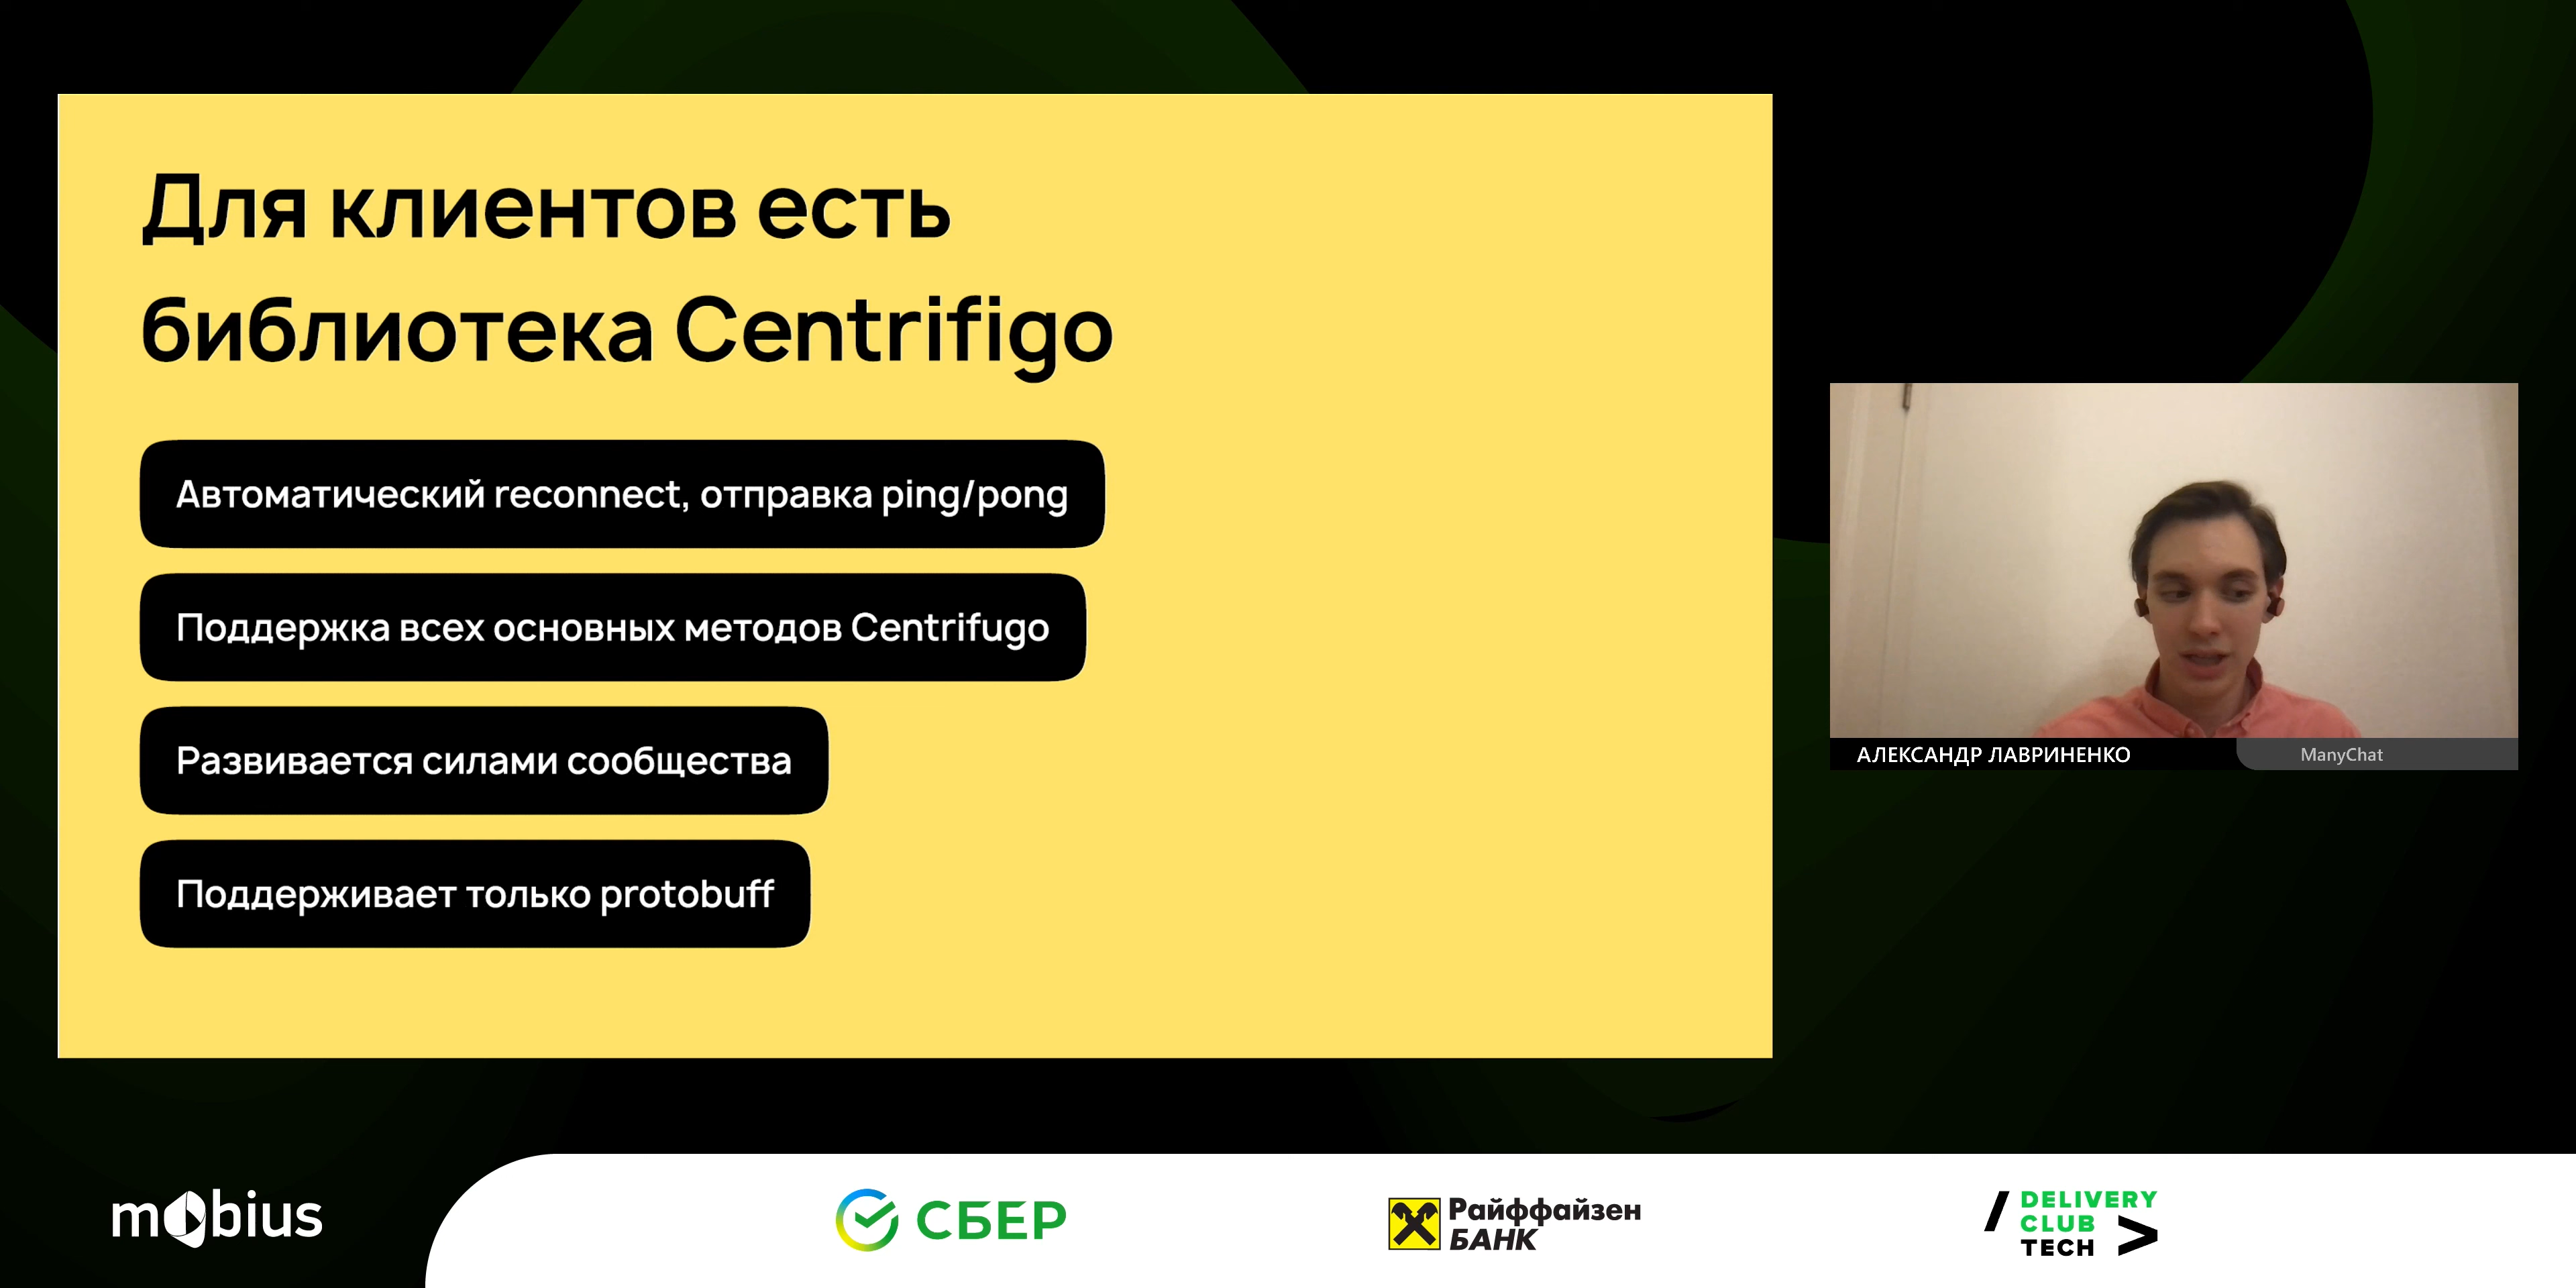 Для клиентов есть
библиотека Centrifigo
Автоматический reconnect, отправка ping/pong
Поддержка всех основных методов Centrifugo
Развивается силами сообщества
Поддерживает только protobuff
АЛЕКСАНДР ЛАВРИНЕНКО
ManyChat
mobius
СБЕР
Райффайзен
БАНК
DELIVERY
CLUB
TECH